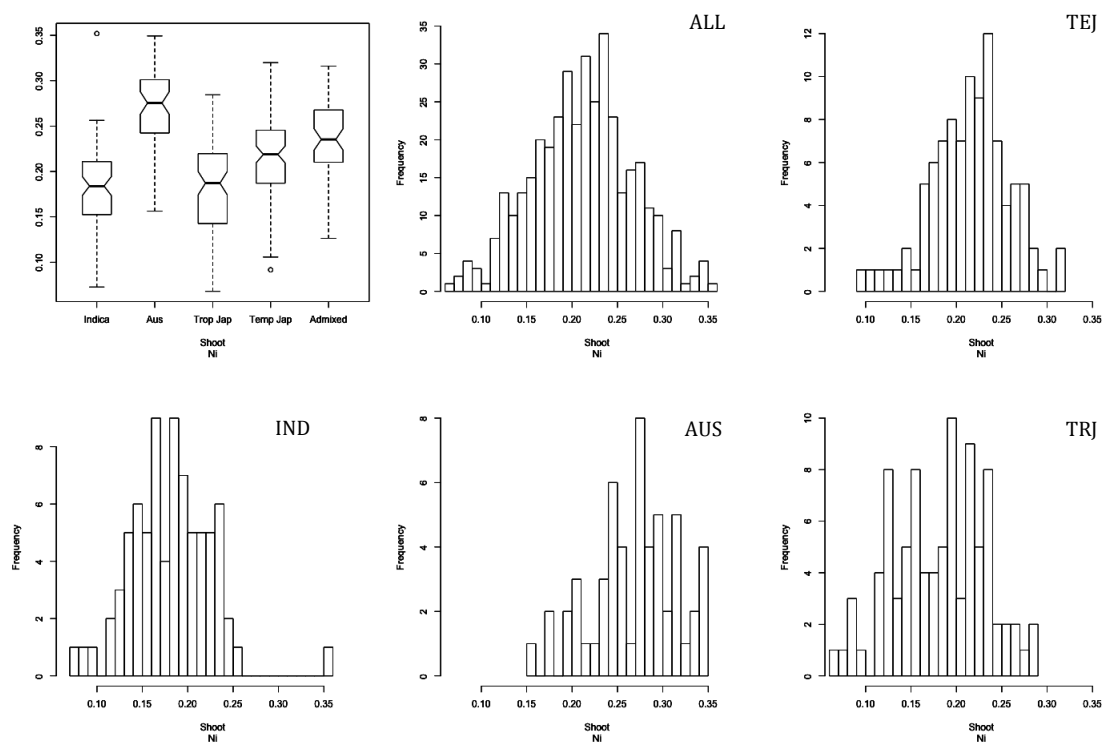 0.35
0.30
0.25
0.20
0.15
0.10
Indica Aus Trop Jap Temp Jap Admixed
Shoot
Ni
ALL
Frequency
35
30
25
20
15
10
5
0
0.10 0.15 0.20 0.25 0.30 0.35
Shoot
Ni
TEJ
Frequency
12
10
8
6
4
2
0
0.10 0.15 0.20 0.25 0.30 0.35
Shoot
Ni
IND
Frequency
8
6
4
2
0
0.10 0.15 0.20 0.25 0.30 0.35
Shoot
Ni
AUS
Frequency
8
6
4
2
0
0.10 0.15 0.20 0.25 0.30 0.35
Shoot
Ni
TRJ
Frequency
10
8
6
4
2
0
0.10 0.15 0.20 0.25 0.30 0.35
Shoot
Ni